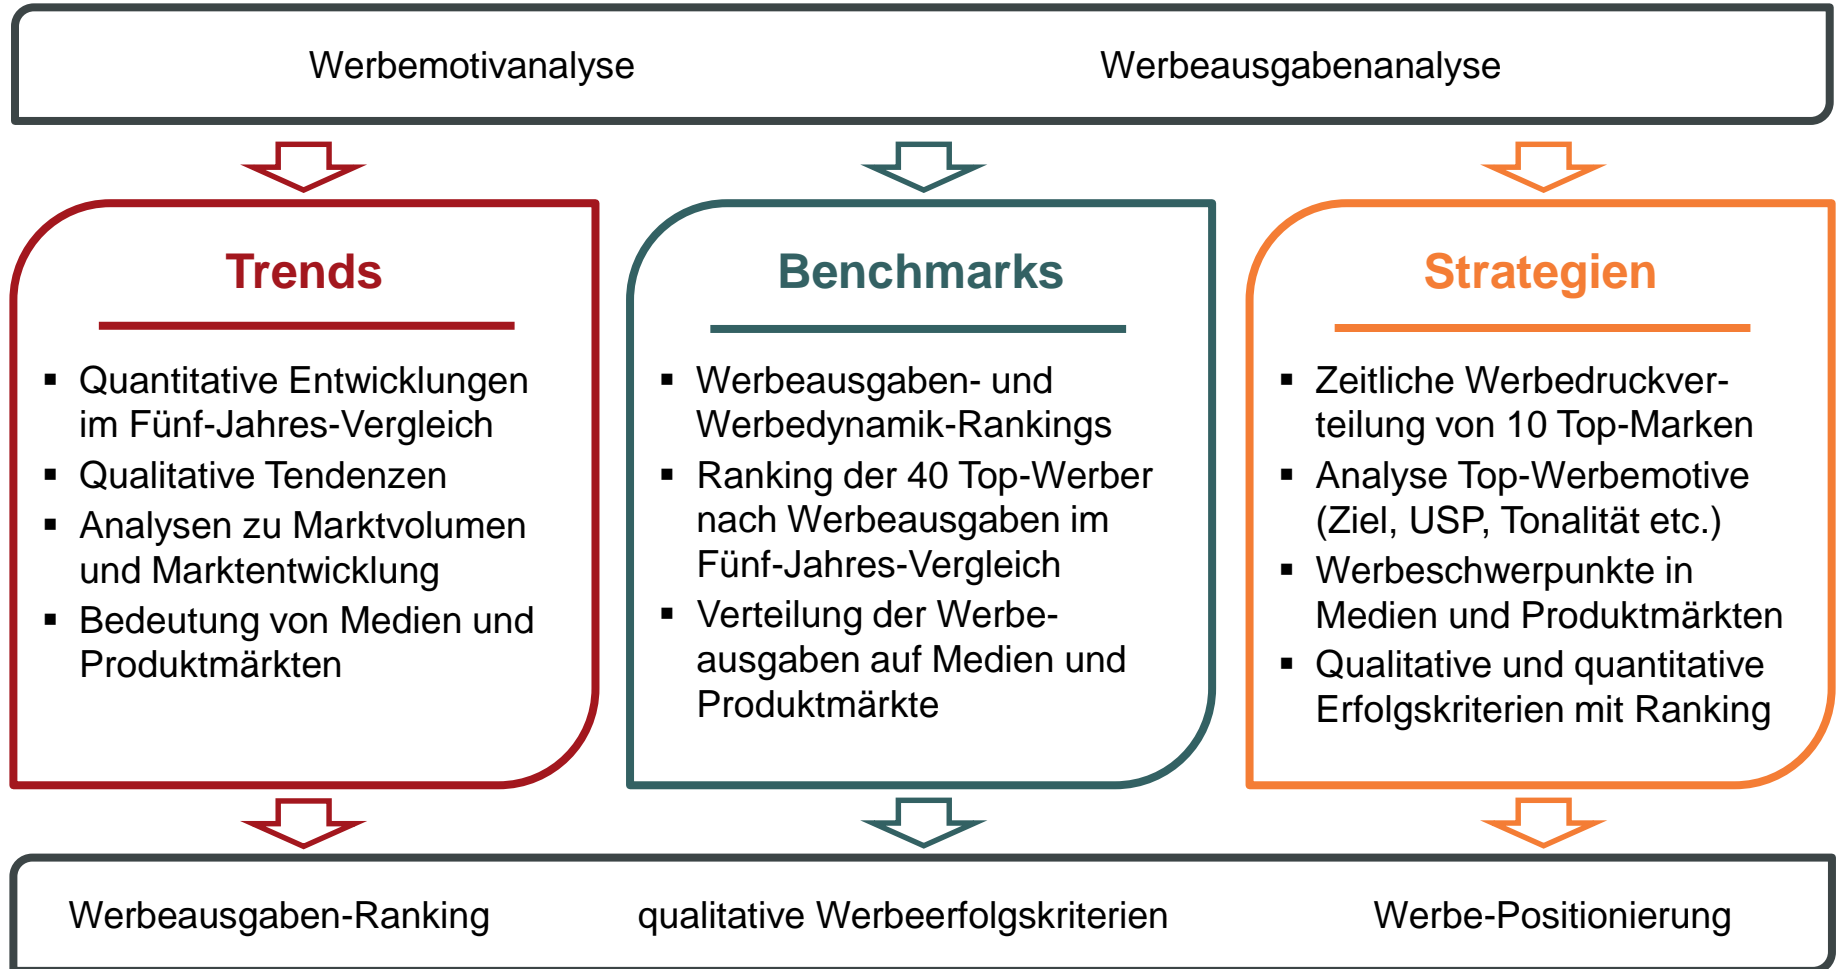 Werbemotivanalyse
Werbeausgabenanalyse
Trends
▪ Quantitative Entwicklungen
im Fünf-Jahres-Vergleich
▪ Qualitative Tendenzen
▪ Analysen zu Marktvolumen
und Marktentwicklung
▪ Bedeutung von Medien und
Produktmärkten
Benchmarks
▪ Werbeausgaben- und
Werbedynamik-Rankings
▪ Ranking der 40 Top-Werber
nach Werbeausgaben im
Fünf-Jahres-Vergleich
▪ Verteilung der Werbe-
ausgaben auf Medien und
Produktmärkte
Strategien
▪ Zeitliche Werbedruckver-
teilung von 10 Top-Marken
▪ Analyse Top-Werbemotive
(Ziel, USP, Tonalität etc.)
▪ Werbeschwerpunkte in
Medien und Produktmärkten
▪ Qualitative und quantitative
Erfolgskriterien mit Ranking
Werbeausgaben-Ranking
qualitative Werbeerfolgskriterien
Werbe-Positionierung